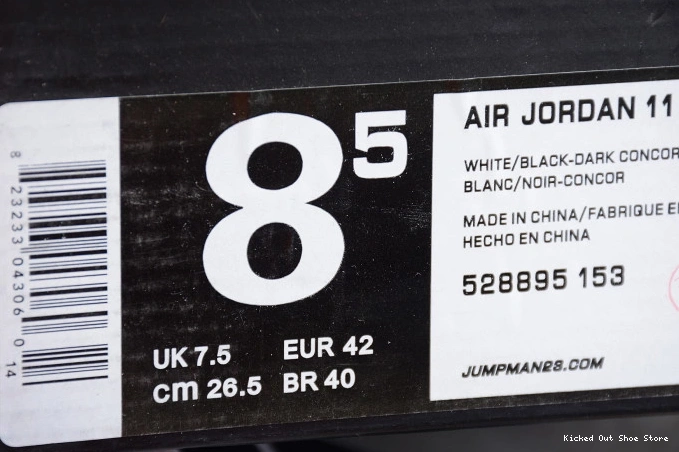 8 23233 04306 0 14
8 5
UK 7.5 EUR 42
cm 26.5 BR 40
AIR JORDAN 11
WHITE/BLACK-DARK CONCOR
BLANC/NOIR-CONCOR
MADE IN CHINA/FABRIQUE E
HECHO EN CHINA
528895 153
JUMPMAN23.COM
Kicked Out Shoe Store